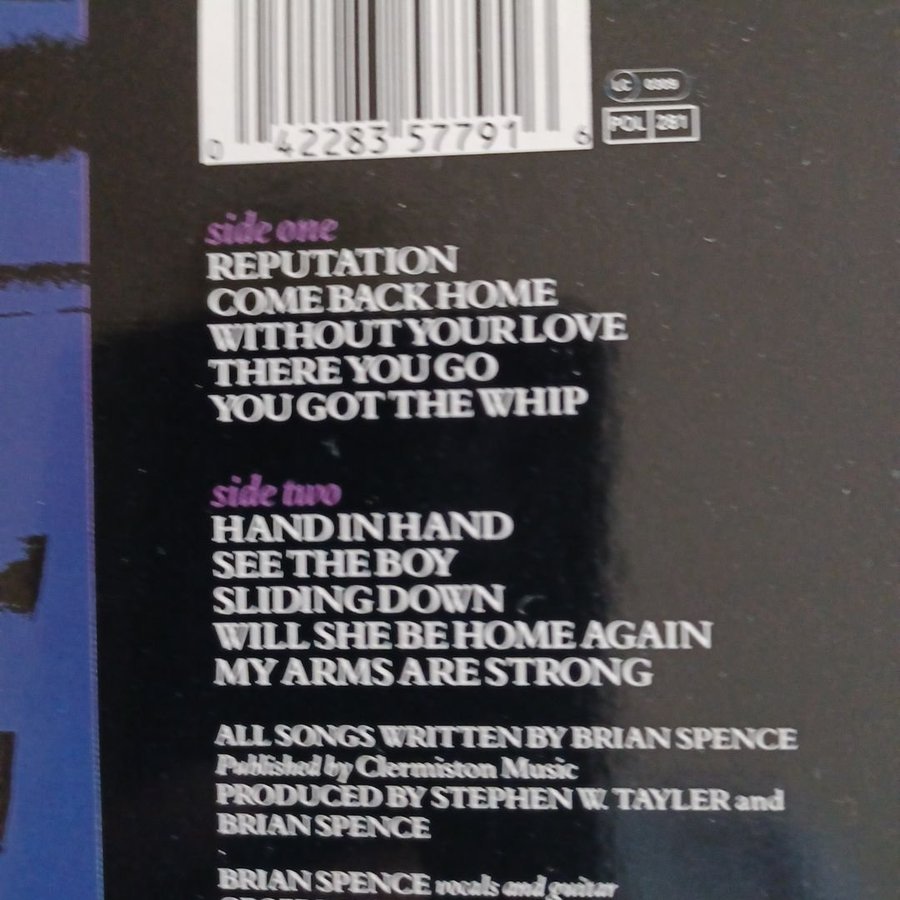 0 42283 57791 6
LC 0309
POL 281
side one
REPUTATION
COME BACK HOME
WITHOUT YOUR LOVE
THERE YOU GO
YOU GOT THE WHIP
side two
HAND IN HAND
SEE THE BOY
SLIDING DOWN
WILL SHE BE HOME AGAIN
MY ARMS ARE STRONG
ALL SONGS WRITTEN BY BRIAN SPENCE
Published by Clermiston Music
PRODUCED BY STEPHEN W. TAYLER and
BRIAN SPENCE
BRIAN SPENCE vocals and guitar